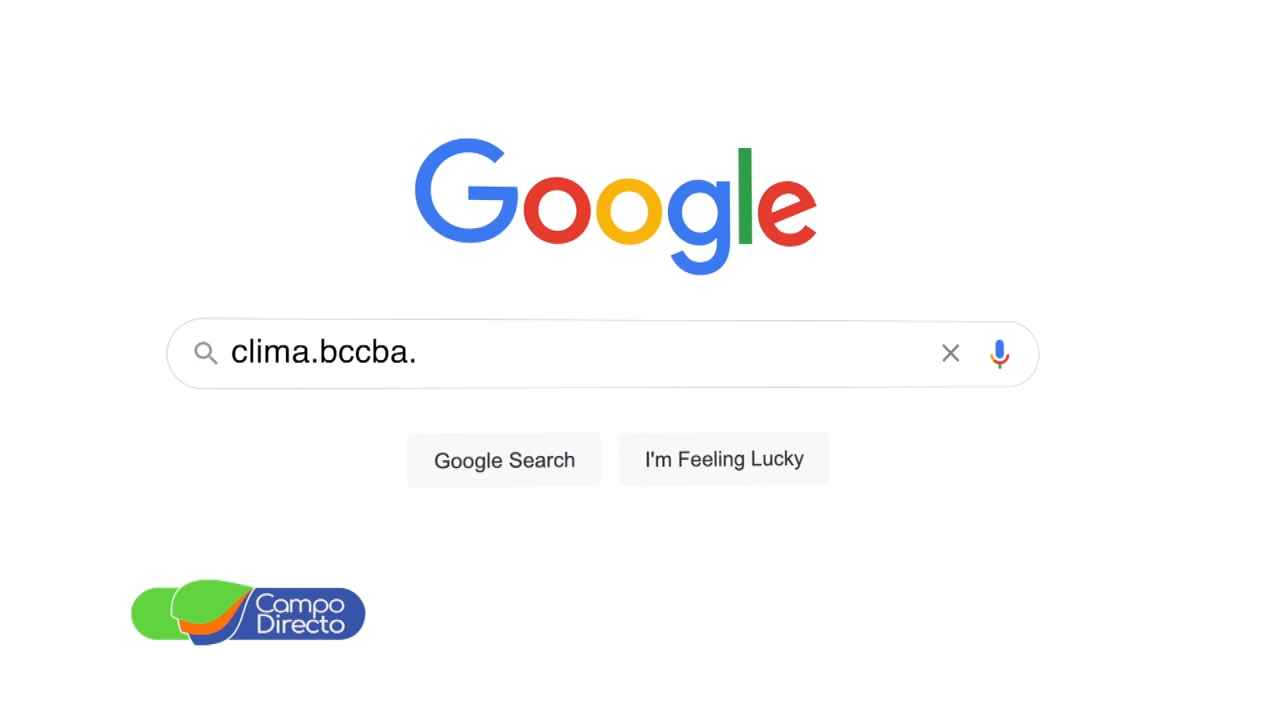 Google
clima.bccba.
Google Search
I'm Feeling Lucky
Campo
Directo